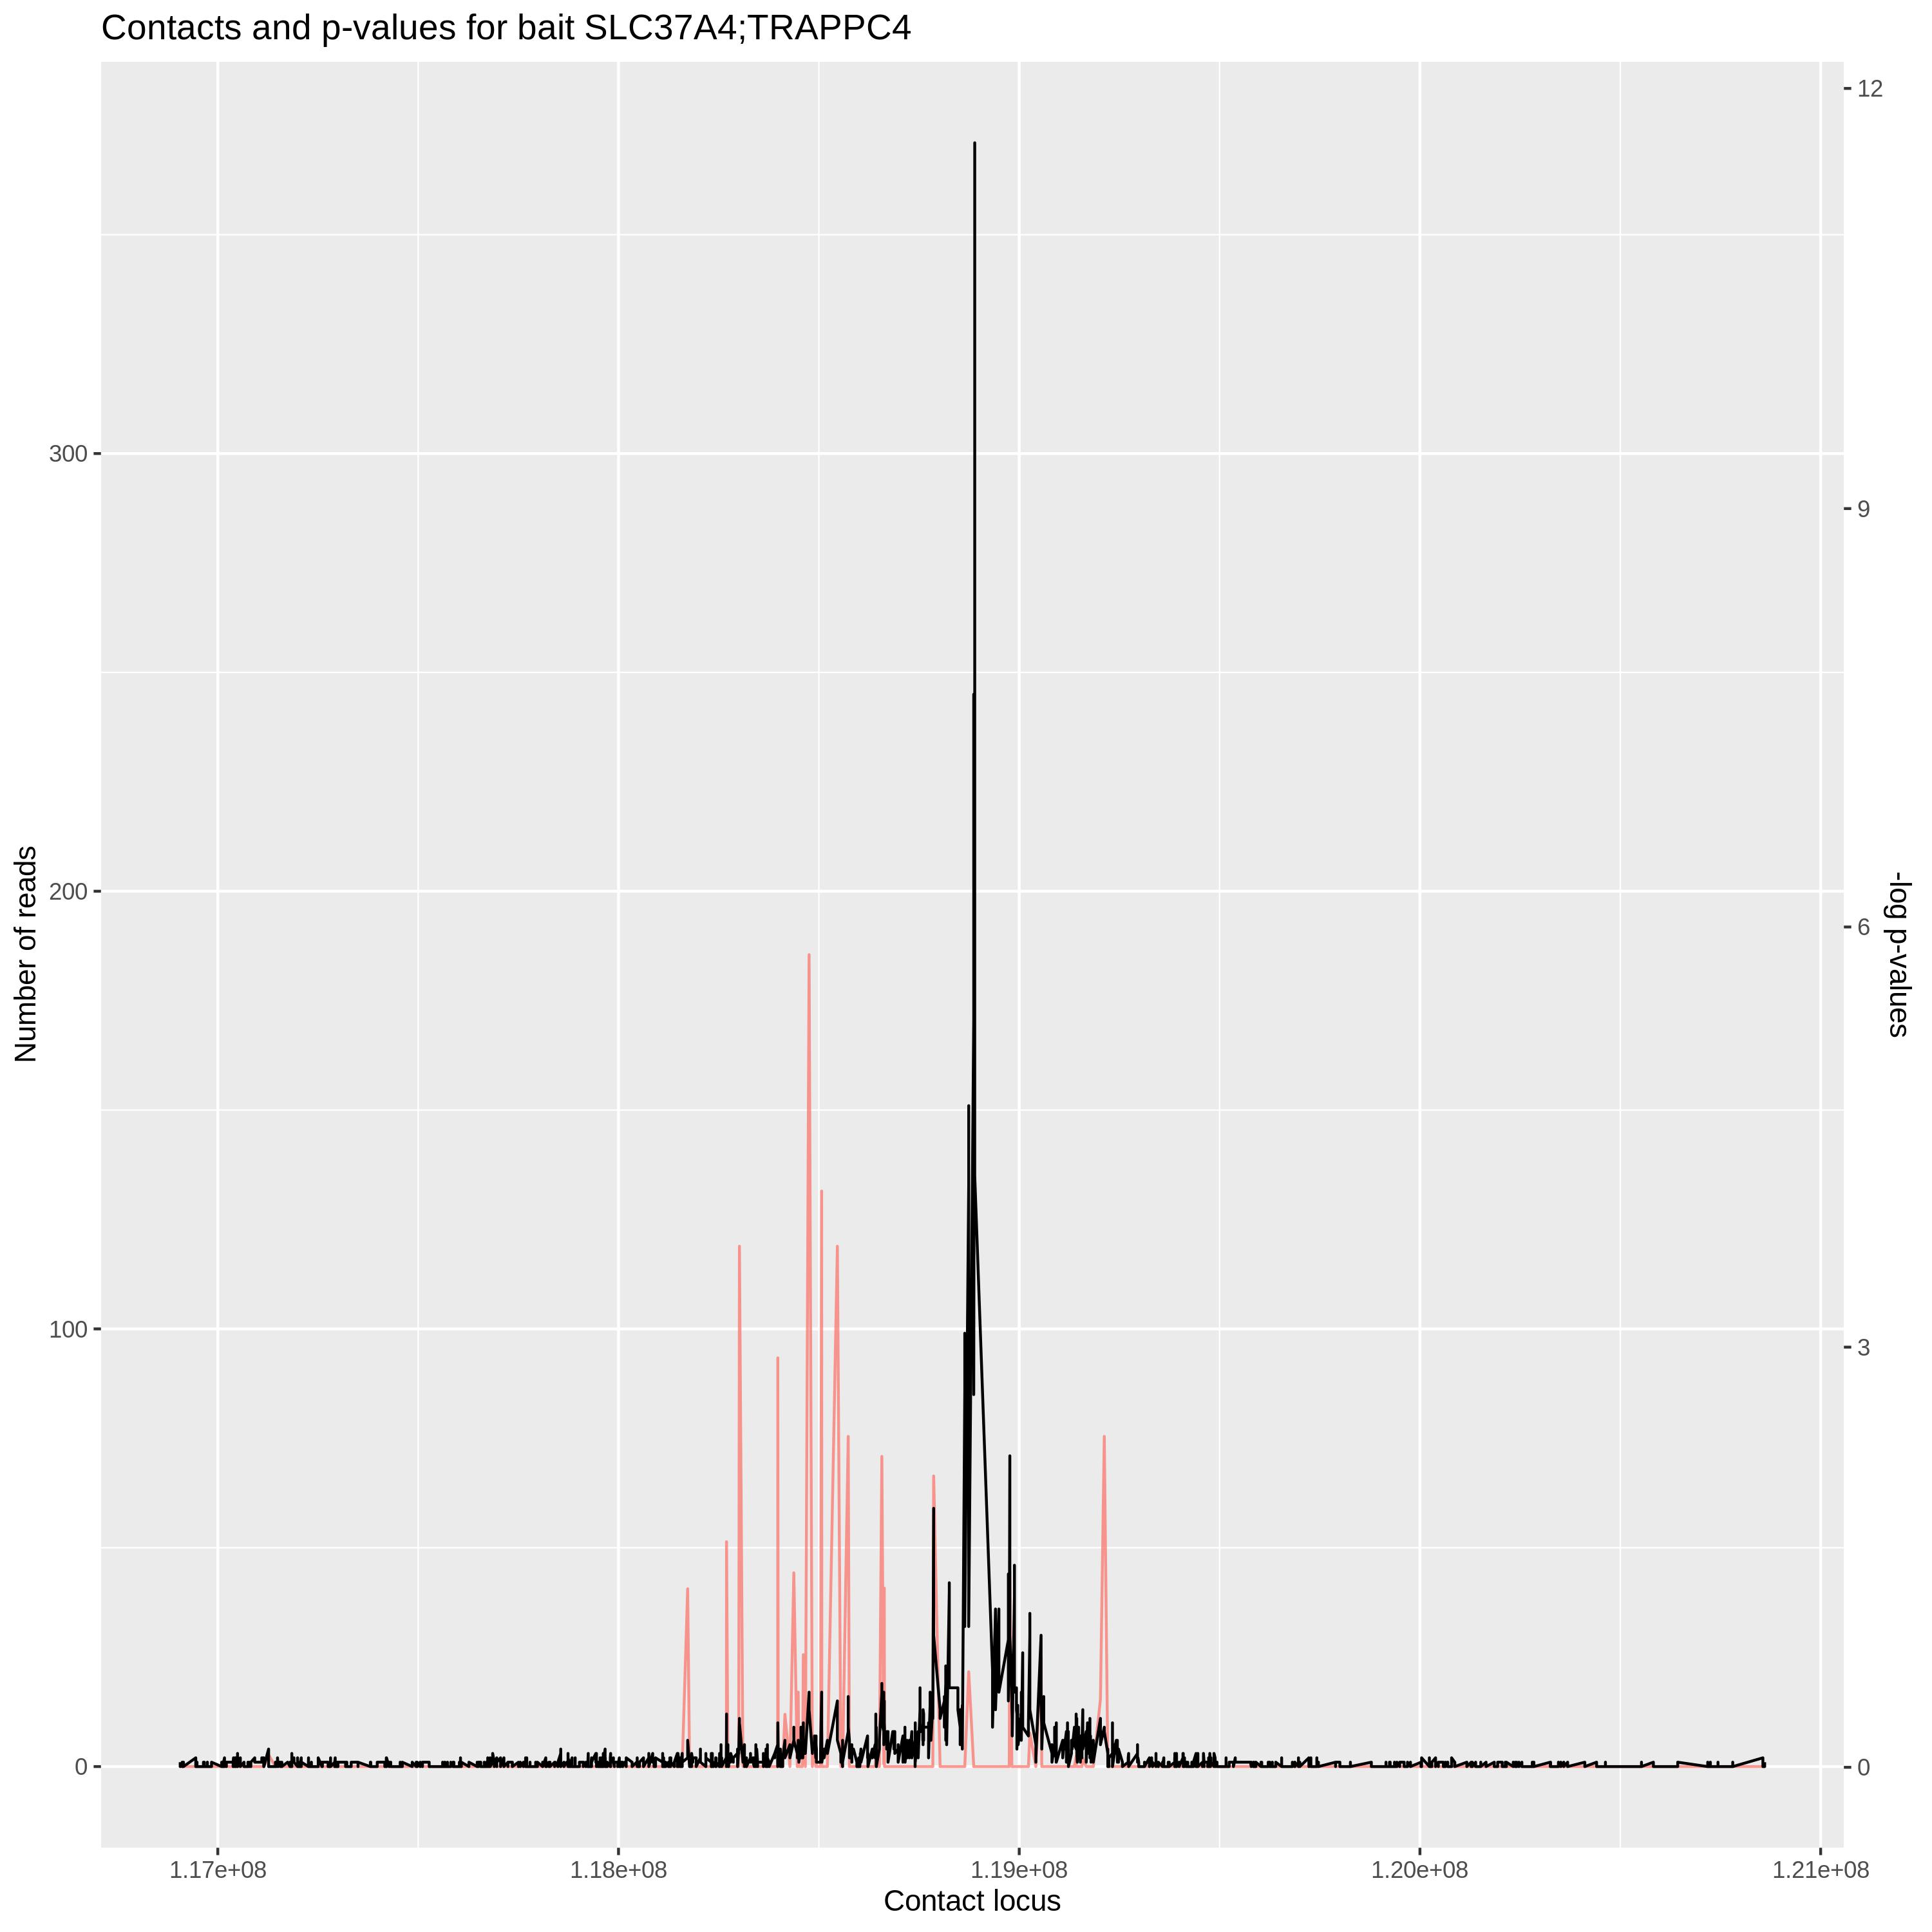 Contacts and p-values for bait SLC37A4;TRAPPC4
12
300
9
200
6
Number of reads
-log p-values
100
3
0
0
1.17e+08 1.18e+08 1.19e+08 1.20e+08 1.21e+08
Contact locus